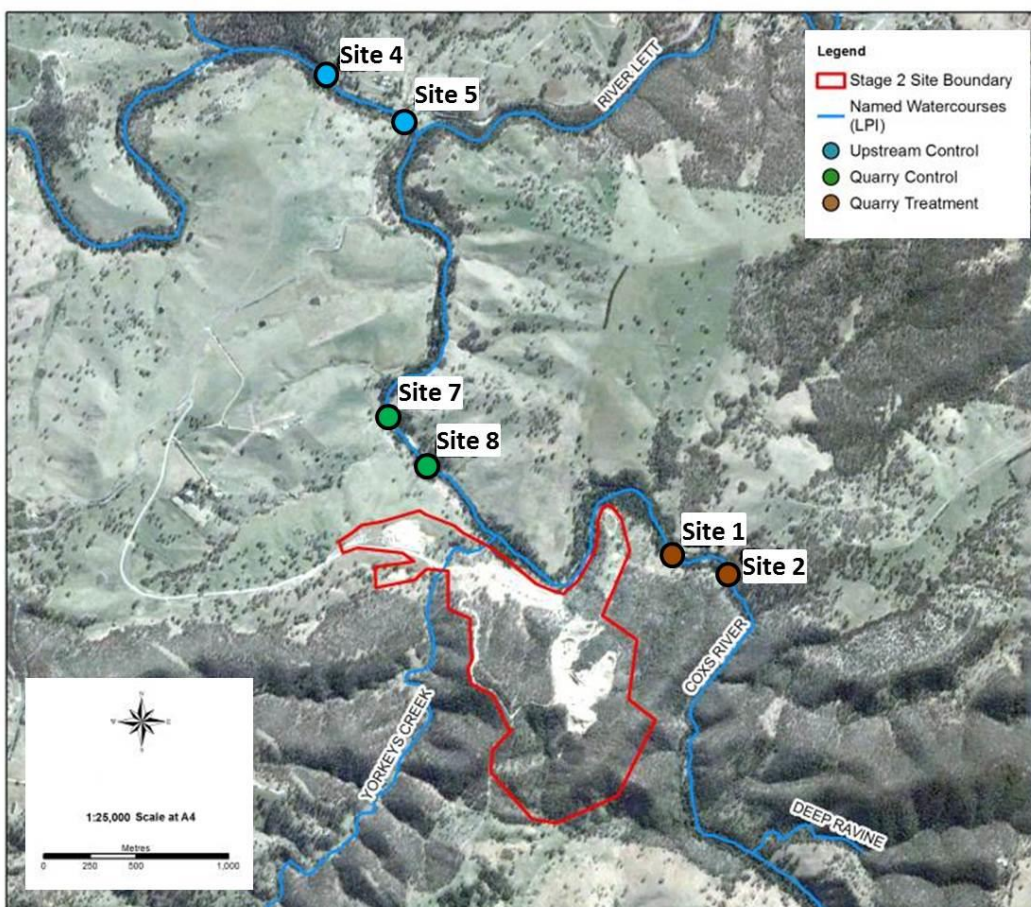 Site 4
Site 5
RIVER LETT
Legend
Stage 2 Site Boundary
Named Watercourses
(LPI)
Upstream Control
Quarry Control
Quarry Treatment
Site 7
Site 8
Site 1
Site 2
COXS RIVER
YORKEYS CREEK
DEEP RAVINE
N
W
E
S
1:25,000 Scale at A4
Metres
0 250 500 1,000